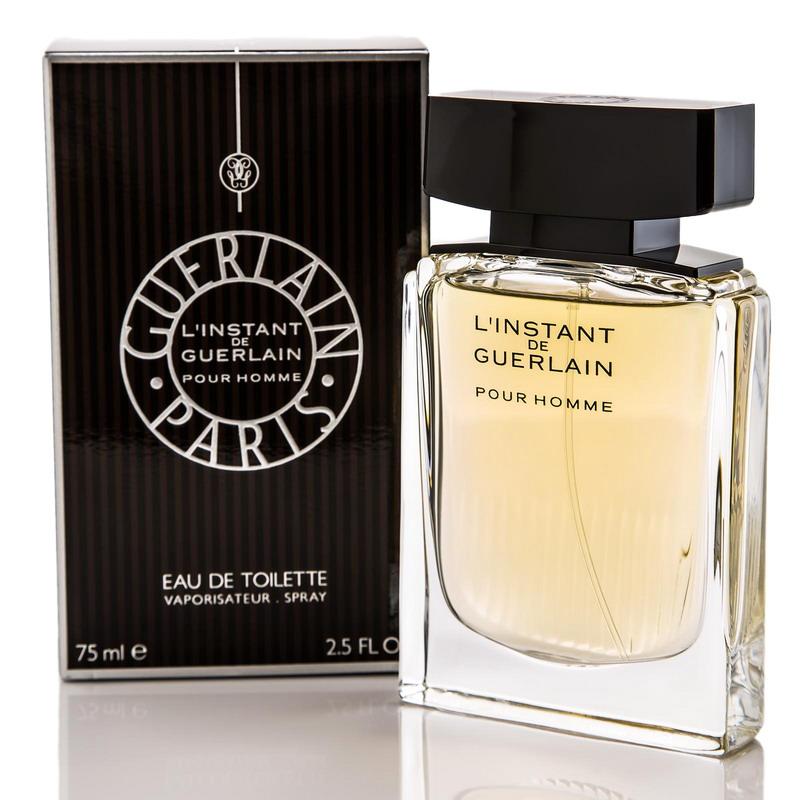 GUERLAIN
L'INSTANT
DE
GUERLAIN
POUR HOMME
• PARIS •
EAU DE TOILETTE
VAPORISATEUR . SPRAY
75 ml e
2.5 FL O
L'INSTANT
DE
GUERLAIN
POUR HOMME